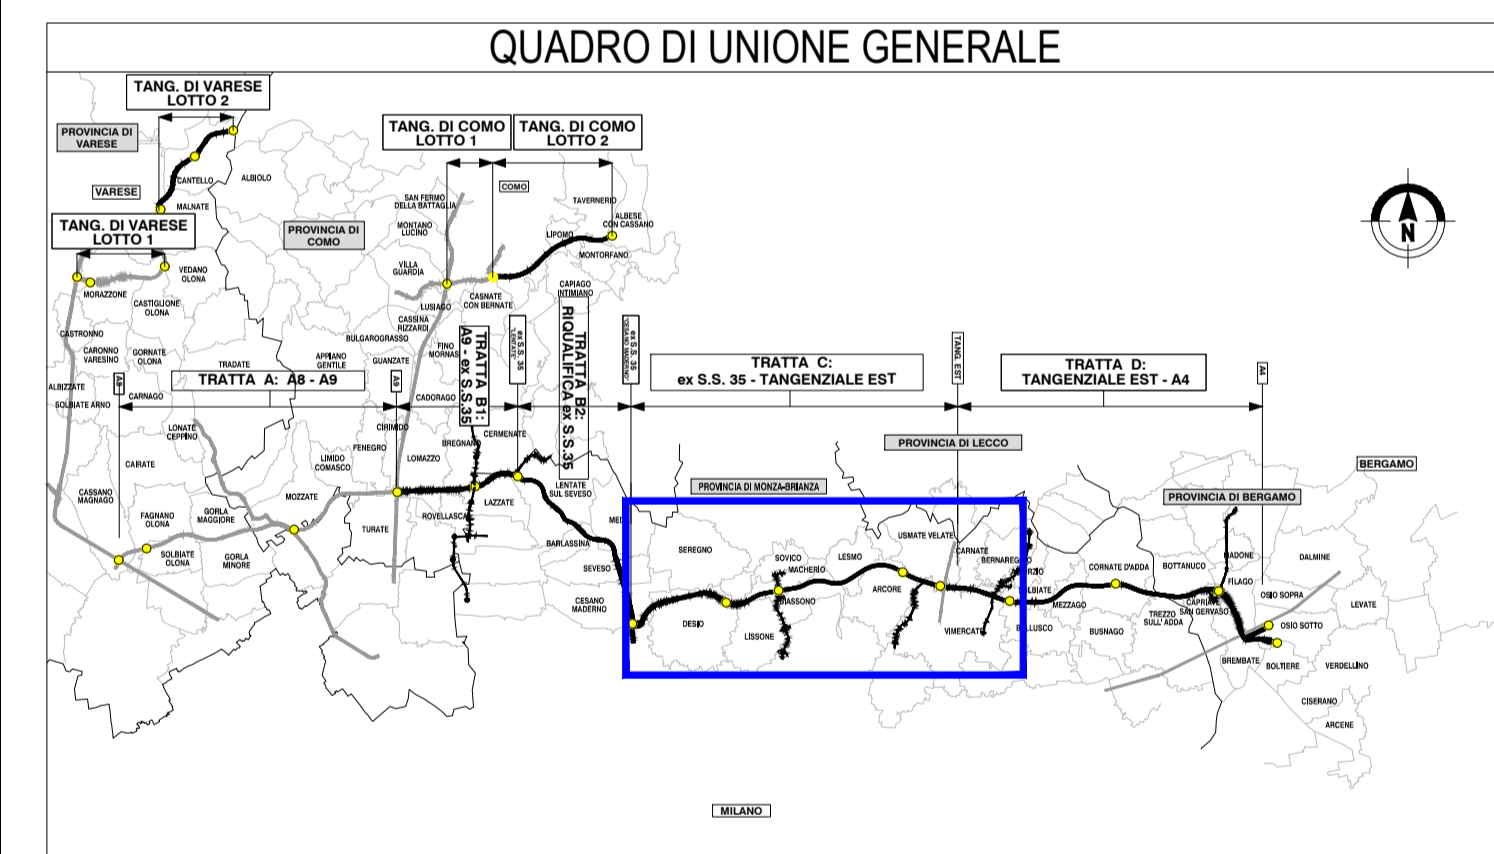 QUADRO DI UNIONE GENERALE
TANG. DI VARESE
LOTTO 2
PROVINCIA DI
VARESE
VARESE
CANTELLO
ALBIOLO
MALNATE
TANG. DI VARESE
LOTTO 1
VEDANO
OLONA
MORAZZONE
CASTIGLIONE
OLONA
PROVINCIA DI
COMO
TANG. DI COMO
LOTTO 1
TANG. DI COMO
LOTTO 2
COMO
SAN FERMO
DELLA BATTAGLIA
MONTANO
LUCINO
VILLA
GUARDIA
TAVERNERIO
ALBESE
CON CASSANO
LIPOMO
MONTORFANO
CAPIAGO
INTIMIANO
LUSIAGO
CASNATE
CON BERNATE
CASSINA
RIZZARDI
BULGAROGRASSO
FINO
MORNAS
GUANZATE
APPIANO
GENTILE
CASTRONNO
CARONNO
VARESINO
GORNATE
OLONA
TRADATE
ALBIZZATE
CARNAGO
SOLBIATE ARNO
A8
TRATTA A: A8 - A9
A9
CADORAGO
TRATTA B1:
A9 - ex S.S.35
ex S.S. 35
"LENTATE"
TRATTA B2:
RIQUALIFICA ex S.S.35
ex S.S. 35
"CESANO MADERNO"
TRATTA C:
ex S.S. 35 - TANGENZIALE EST
TANG. EST
TRATTA D:
TANGENZIALE EST - A4
A4
N
LONATE
CEPPINO
CIRIMIDO
FENEGRO
LIMIDO
COMASCO
LOMAZZO
BREGNANO
CERMENATE
CAIRATE
CASSANO
MAGNAGO
MOZZATE
FAGNANO
OLONA
GORLA
MAGGIORE
SOLBIATE
OLONA
GORLA
MINORE
TURATE
ROVELLASCA
LAZZATE
LENTATE
SUL SEVESO
MED
BARLASSINA
SEVESO
CESANO
MADERNO
PROVINCIA DI MONZA-BRIANZA
PROVINCIA DI LECCO
BERGAMO
PROVINCIA DI BERGAMO
SEREGNO
SOVICO
MACHERIO
BIASSONO
LESMO
USMATE VELATE
CARNATE
BERNAREGGIO
ARCORE
DESIO
LISSONE
VIMERCATE
BELLUSCO
MEZZAGO
CORNATE D'ADDA
BUSNAGO
BOTTANUCO
TREZZO
SULL' ADDA
MADONE
FILAGO
CAPRIATE
SAN GERVASO
DALMINE
OSIO SOPRA
OSIO SOTTO
LEVATE
BREMBATE
BOLTIERE
VERDELLINO
CISERANO
ARCENE
MILANO